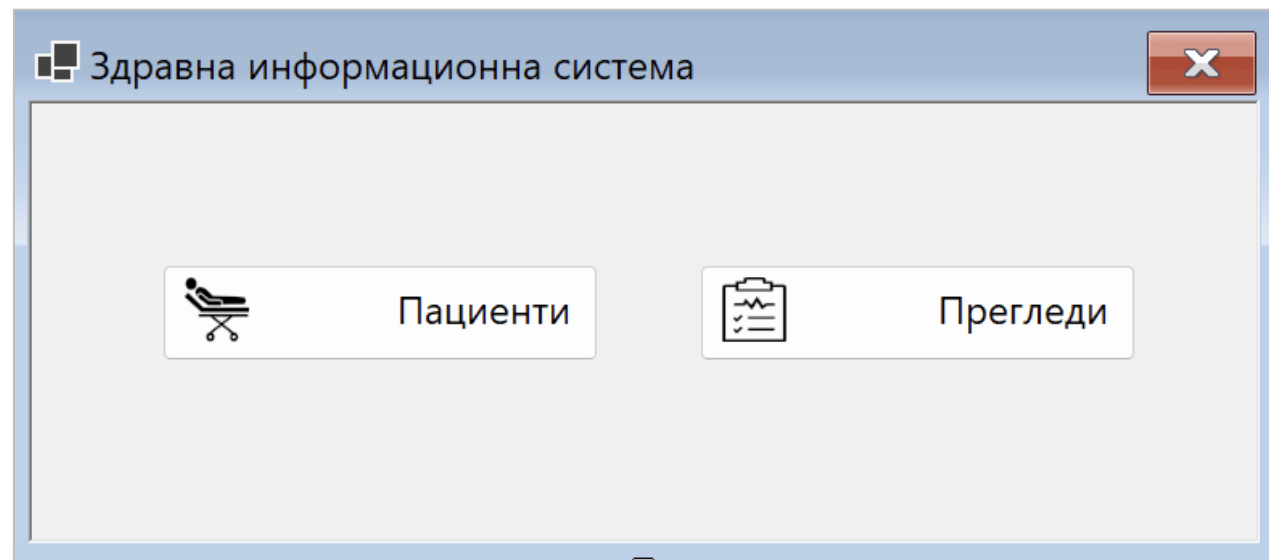 Здравна информационна система
Пациенти
Прегледи